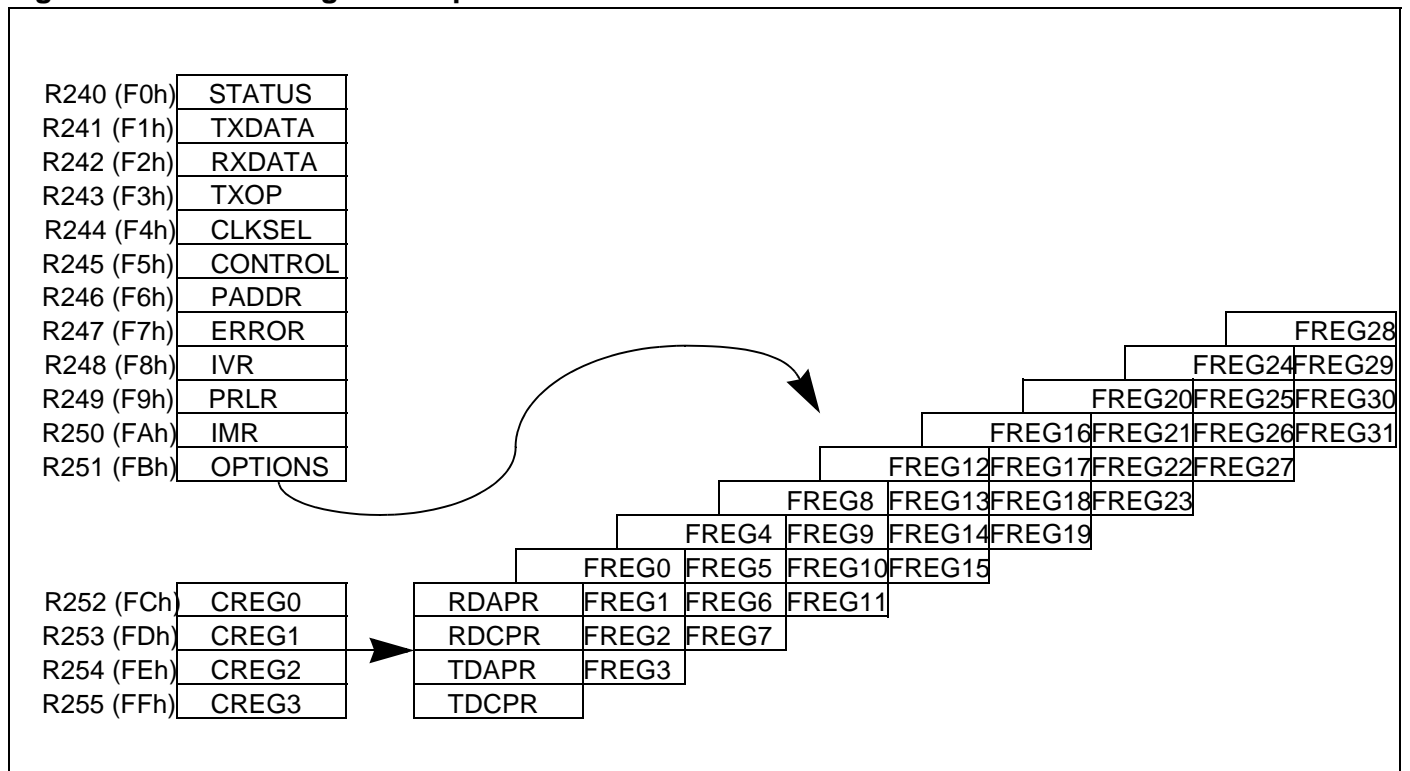 R240 (F0h) STATUS
R241 (F1h) TXDATA
R242 (F2h) RXDATA
R243 (F3h) TXOP
R244 (F4h) CLKSEL
R245 (F5h) CONTROL
R246 (F6h) PADDR
R247 (F7h) ERROR FREG28
R248 (F8h) IVR FREG24 FREG29
R249 (F9h) PRLR FREG20 FREG25 FREG30
R250 (FAh) IMR FREG16 FREG21 FREG26 FREG31
R251 (FBh) OPTIONS FREG12 FREG17 FREG22 FREG27
FREG8 FREG13 FREG18 FREG23
FREG4 FREG9 FREG14 FREG19
FREG0 FREG5 FREG10 FREG15
R252 (FCh) CREG0 RDAPR FREG1 FREG6 FREG11
R253 (FDh) CREG1 RDCPR FREG2 FREG7
R254 (FEh) CREG2 TDAPR FREG3
R255 (FFh) CREG3 TDCPR